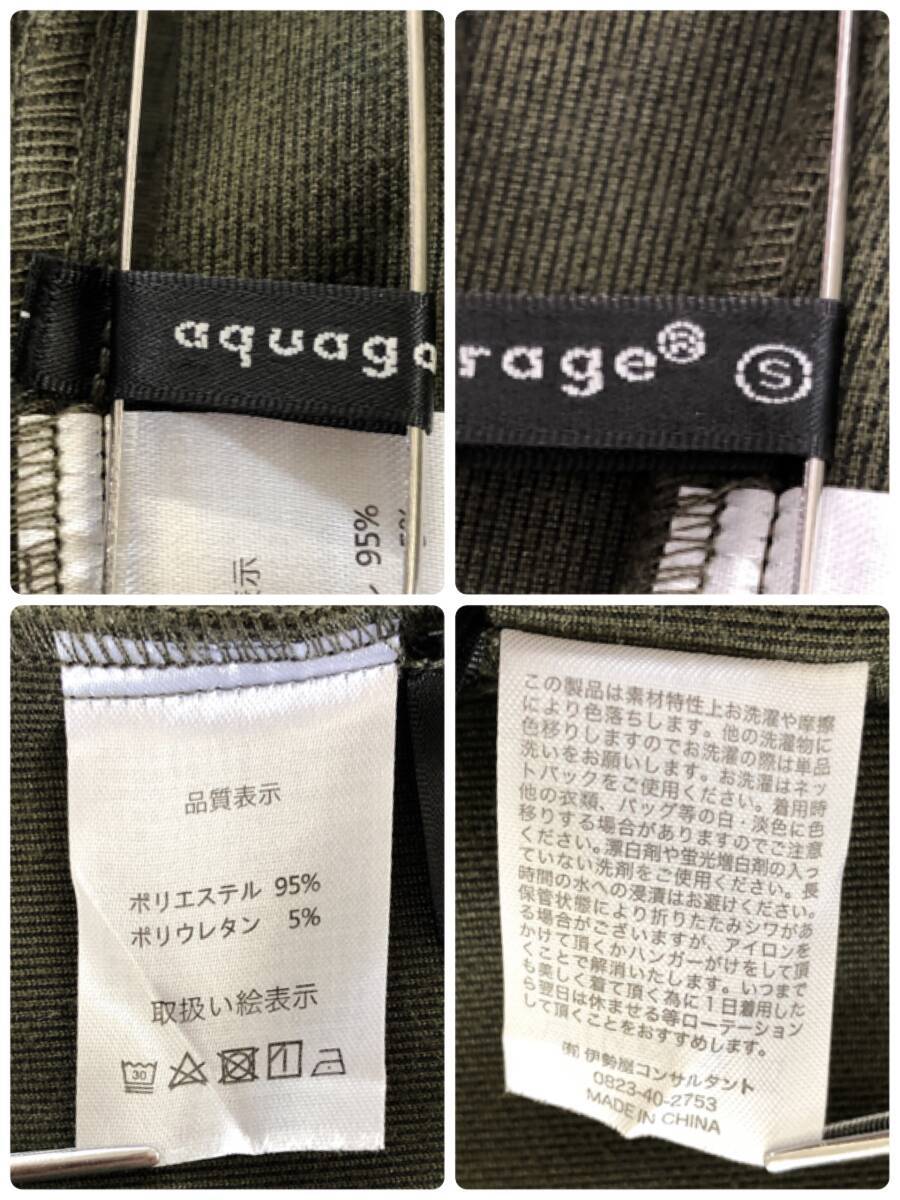 aquaga
示
95%
5%
rage® Ⓢ
品質表示
ポリエステル 95%
ポリウレタン 5%
取扱い絵表示
30
この製品は素材特性上お洗濯や摩擦
により色落ちします。他の洗濯物に
色移りしますのでお洗濯の際は単品
洗いをお願いします。お洗濯はネッ
トパックをご使用ください。着用時
他の衣類、バッグ等の白・淡色に色
移りする場合がありますのでご注意
ください。漂白剤や蛍光増白剤の入っ
ていない洗剤をご使用ください。長
時間の水への浸漬はお避けください。
保管状態により折りたたみシワがあ
る場合がございますが、アイロンを
かけて頂くかハンガーがけをして頂
くことで解消いたします。いつまで
も美しく着て頂く為に1日着用した
ら翌日は休ませる等ローテーション
して頂くことをおすすめします。
㈲ 伊勢屋コンサルタント
0823-40-2753
MADE IN CHINA